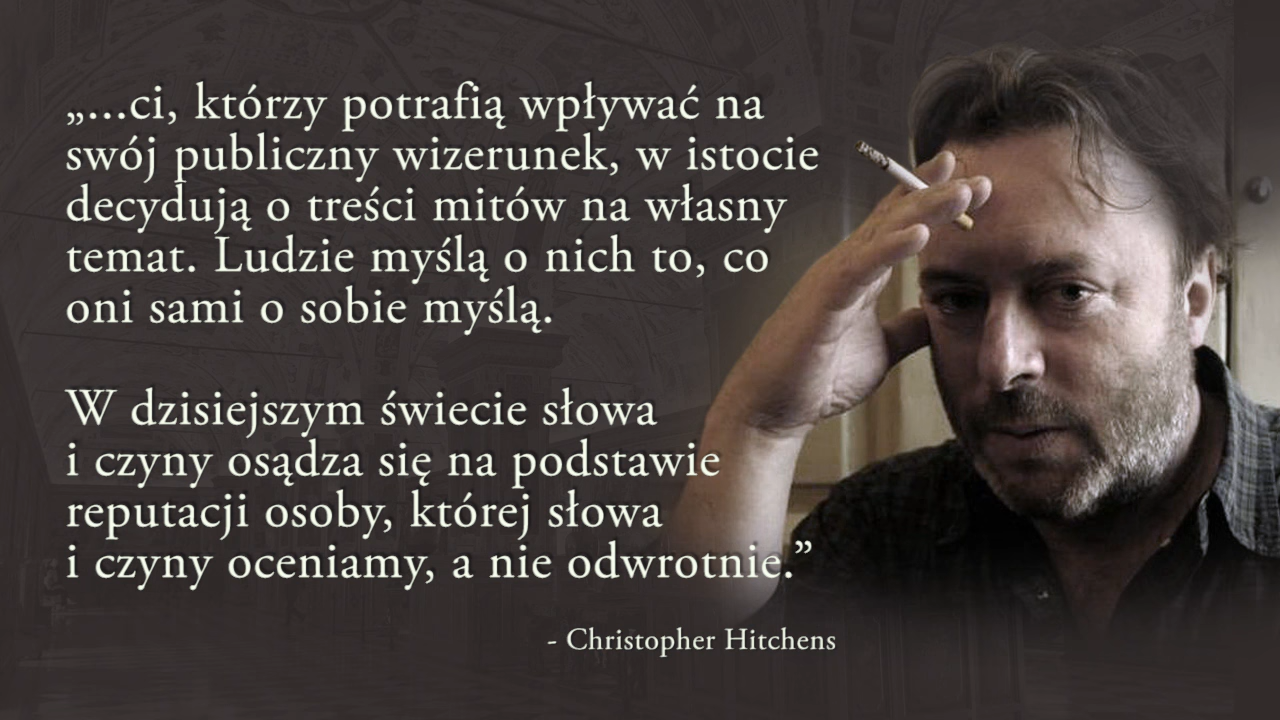 „...ci, którzy potrafią wpływać na
swój publiczny wizerunek, w istocie
decydują o treści mitów na własny
temat. Ludzie myślą o nich to, co
oni sami o sobie myślą.
W dzisiejszym świecie słowa
i czyny osądza się na podstawie
reputacji osoby, której słowa
i czyny oceniamy, a nie odwrotnie.”
- Christopher Hitchens